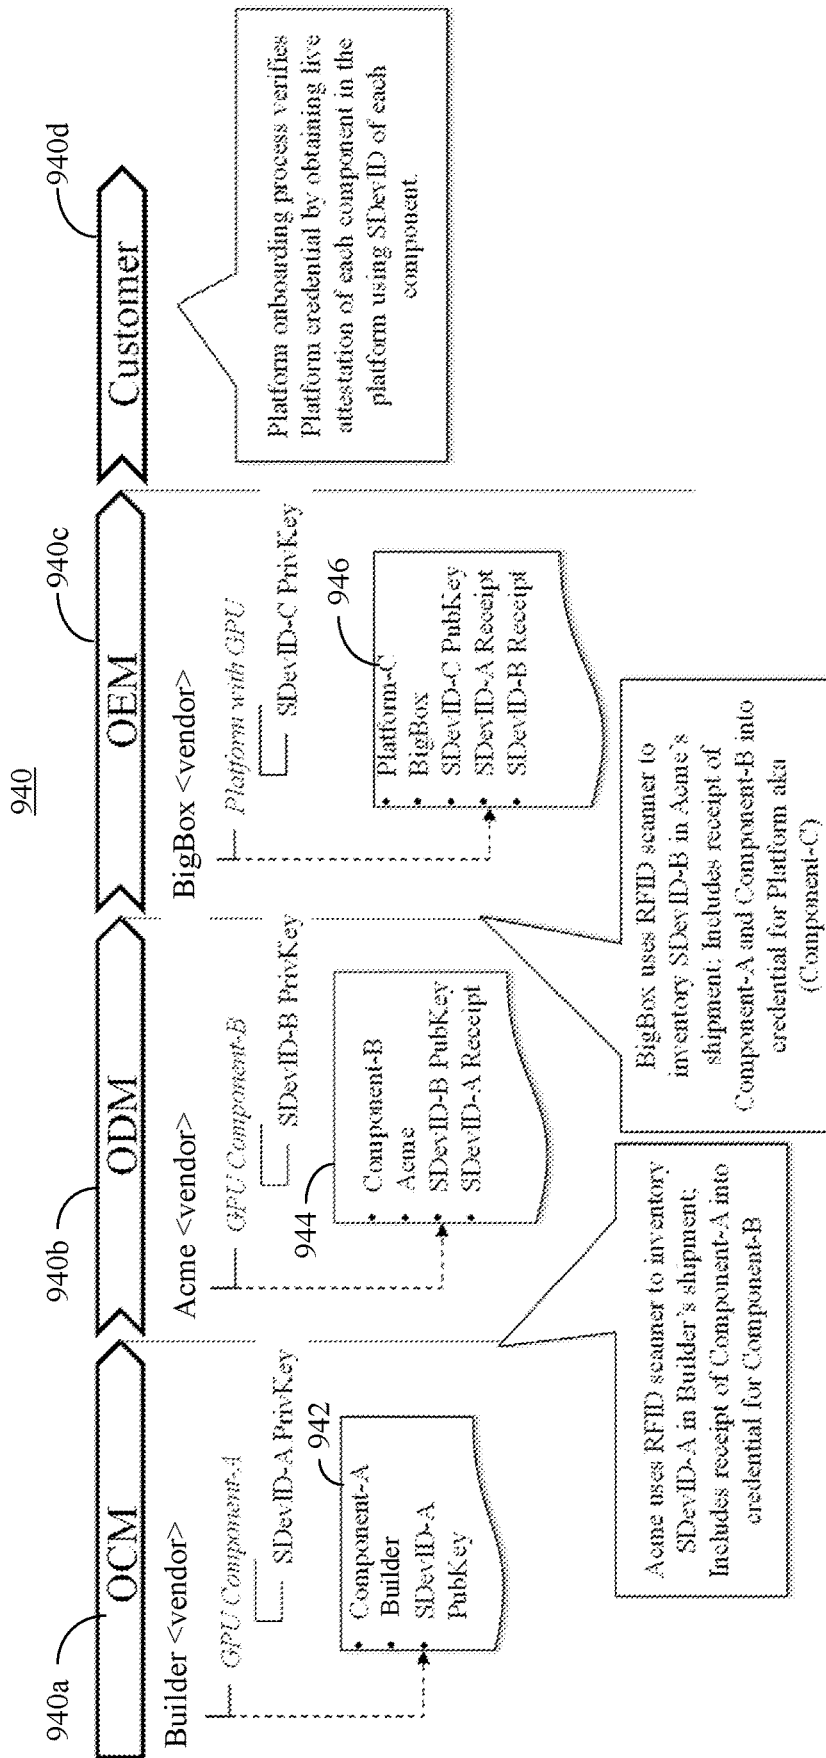 940
940a
OCM
940b
ODM
940c
OEM
940d
Customer
Builder <vendor>
GPU Component-A
SDevID-A PrivKey
942
• Component-A
• Builder
• SDevID-A
PubKey
Acme <vendor>
GPU Component-B
SDevID-B PrivKey
944
• Component-B
• Acme
• SDevID-B PubKey
• SDevID-A Receipt
BigBox <vendor>
Platform with GPU
SDevID-C PrivKey
946
• Platform-C
• BigBox
• SDevID-C PubKey
• SDevID-A Receipt
• SDevID-B Receipt
Platform onboarding process verifies
Platform credential by obtaining live
attestation of each component in the
platform using SDevID of each
component.
Acme uses RFID scanner to inventory
SDevID-A in Builder's shipment;
Includes receipt of Component-A into
credential for Component-B
BigBox uses RFID scanner to
inventory SDevID-B in Acme's
shipment; Includes receipt of
Component-A and Component-B into
credential for Platform aka
(Component-C)